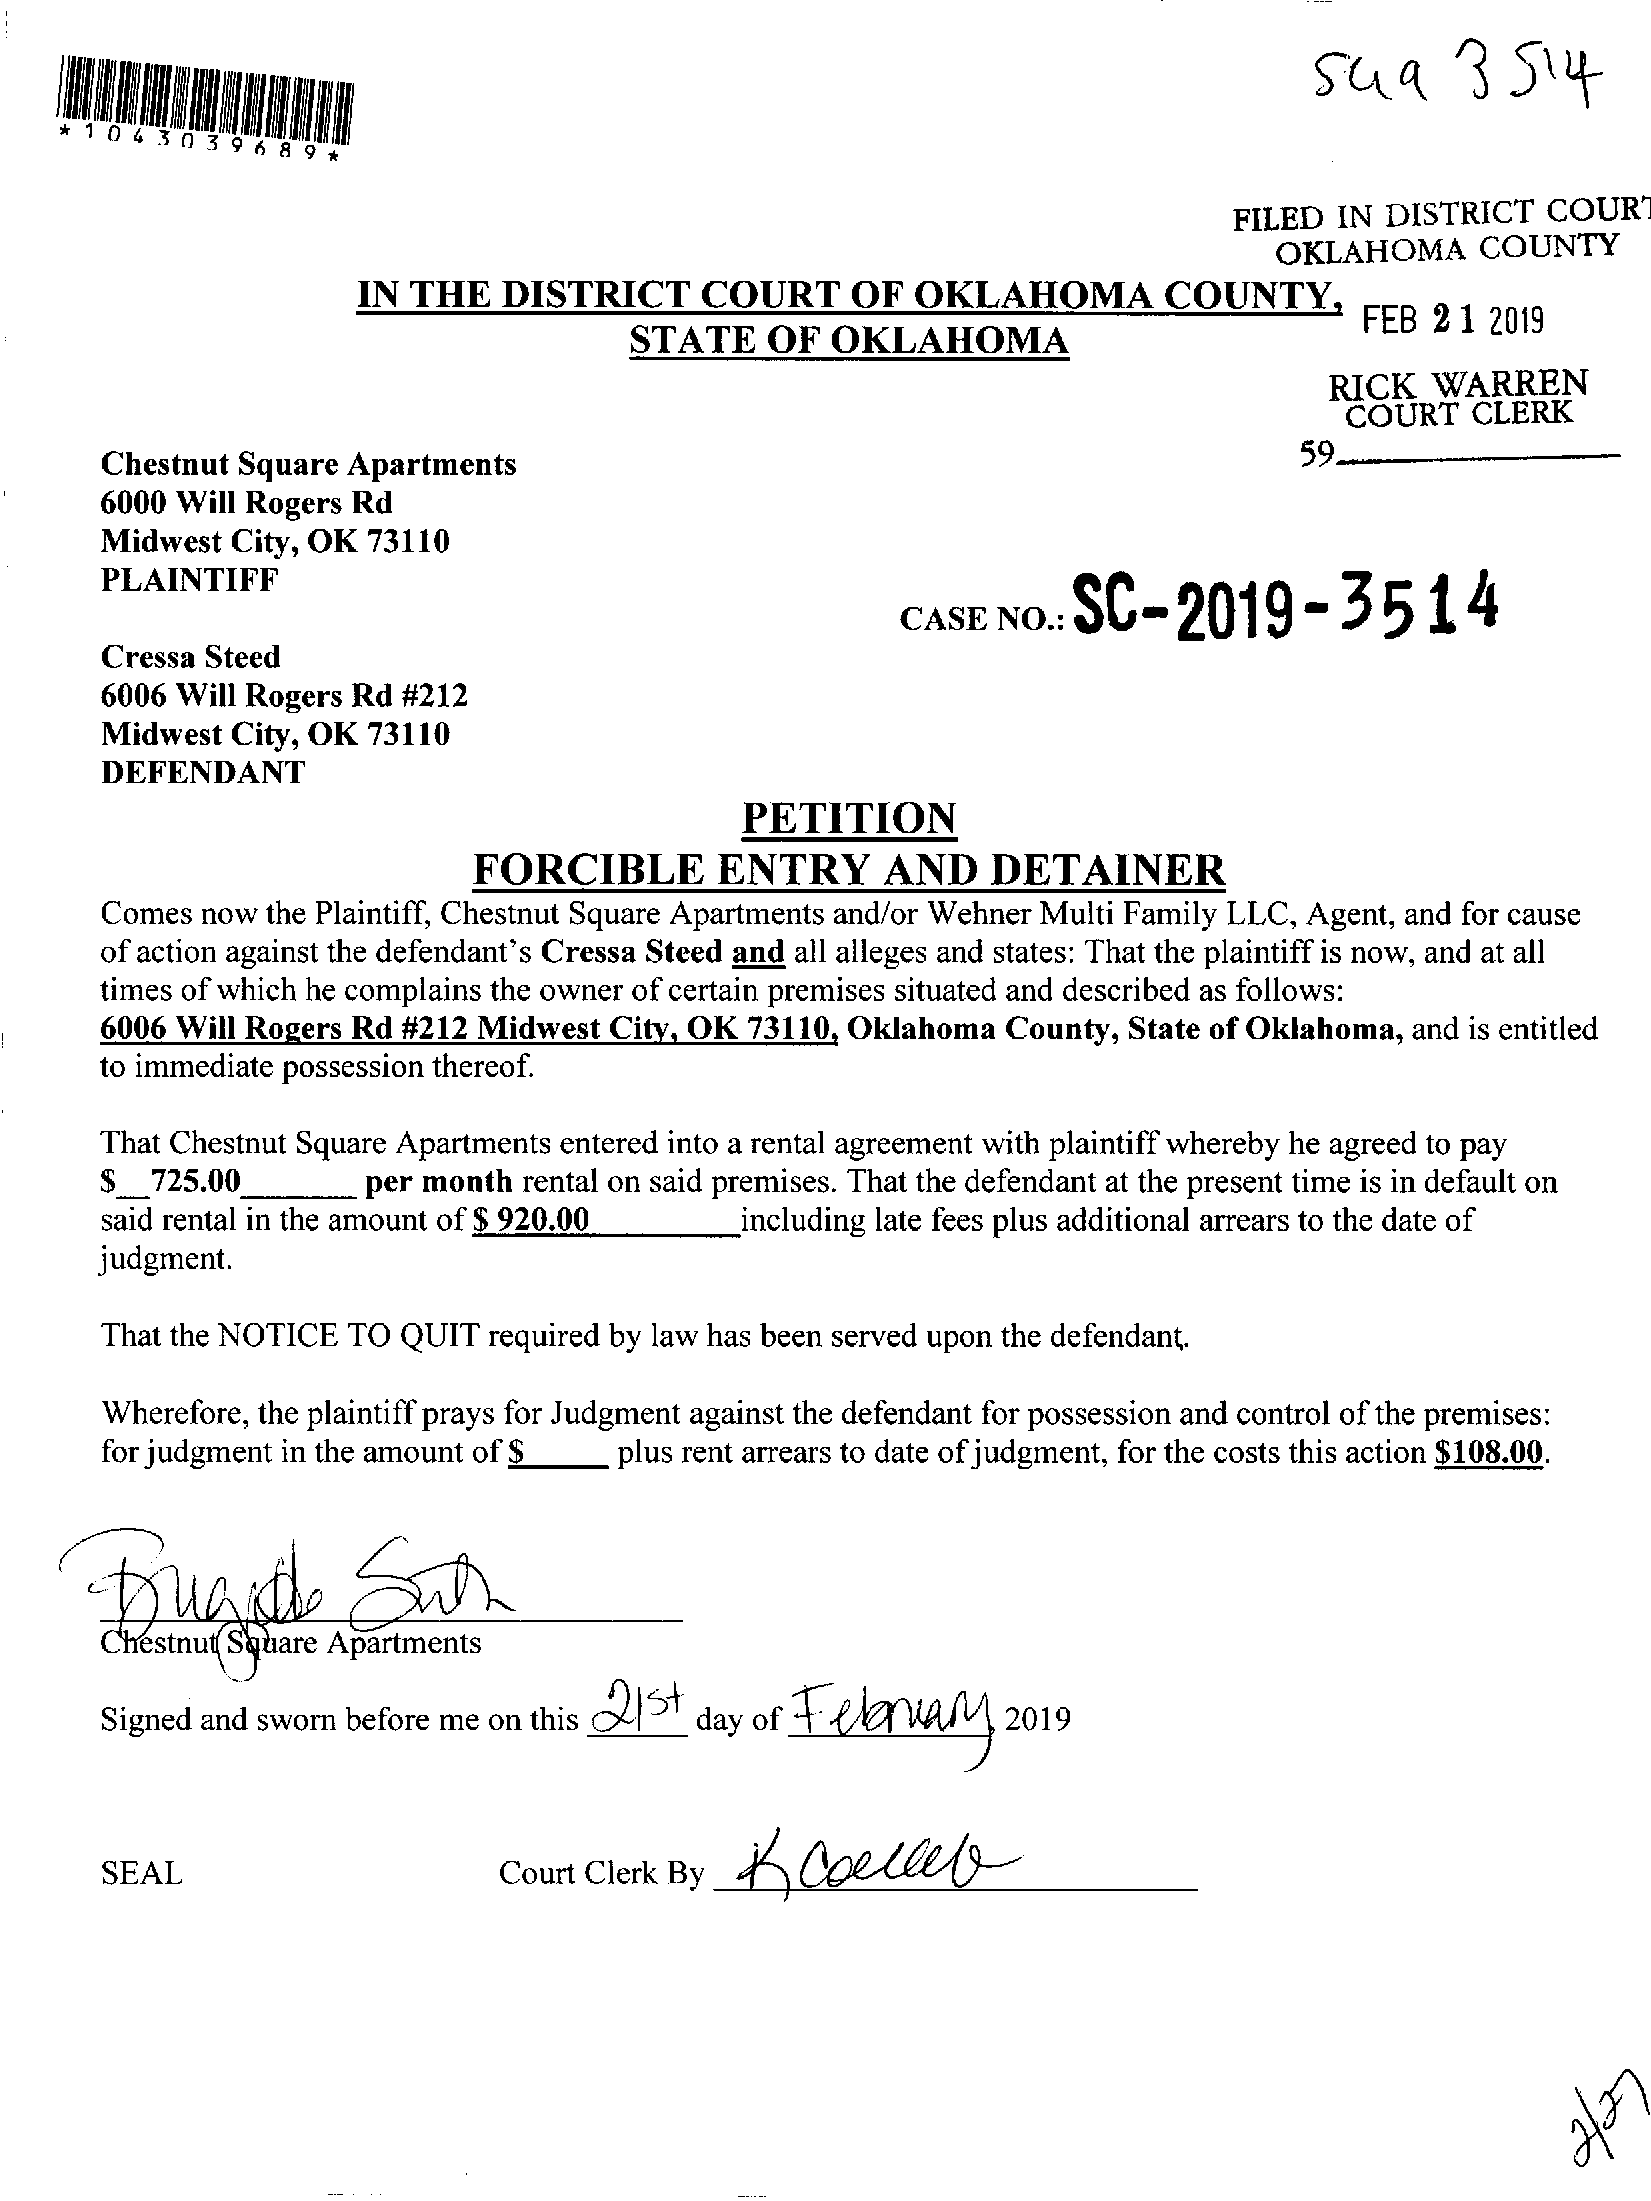 *1043039689*
FILED IN DISTRICT COURT
OKLAHOMA COUNTY
IN THE DISTRICT COURT OF OKLAHOMA COUNTY,
STATE OF OKLAHOMA
FEB 21 2019
RICK WARREN
COURT CLERK
59
Chestnut Square Apartments
6000 Will Rogers Rd
Midwest City, OK 73110
PLAINTIFF
CASE NO.: SC-2019-3514
Cressa Steed
6006 Will Rogers Rd #212
Midwest City, OK 73110
DEFENDANT
PETITION
FORCIBLE ENTRY AND DETAINER
Comes now the Plaintiff, Chestnut Square Apartments and/or Wehner Multi Family LLC, Agent, and for cause
of action against the defendant's Cressa Steed and all alleges and states: That the plaintiff is now, and at all
times of which he complains the owner of certain premises situated and described as follows:
6006 Will Rogers Rd #212 Midwest City, OK 73110, Oklahoma County, State of Oklahoma, and is entitled
to immediate possession thereof.
That Chestnut Square Apartments entered into a rental agreement with plaintiff whereby he agreed to pay
$__725.00_______ per month rental on said premises. That the defendant at the present time is in default on
said rental in the amount of $ 920.00_________including late fees plus additional arrears to the date of
judgment.
That the NOTICE TO QUIT required by law has been served upon the defendant.
Wherefore, the plaintiff prays for Judgment against the defendant for possession and control of the premises:
for judgment in the amount of $_____ plus rent arrears to date of judgment, for the costs this action $108.00.
Chestnut Square Apartments
Signed and sworn before me on this 21st day of February 2019
SEAL Court Clerk By
2/27